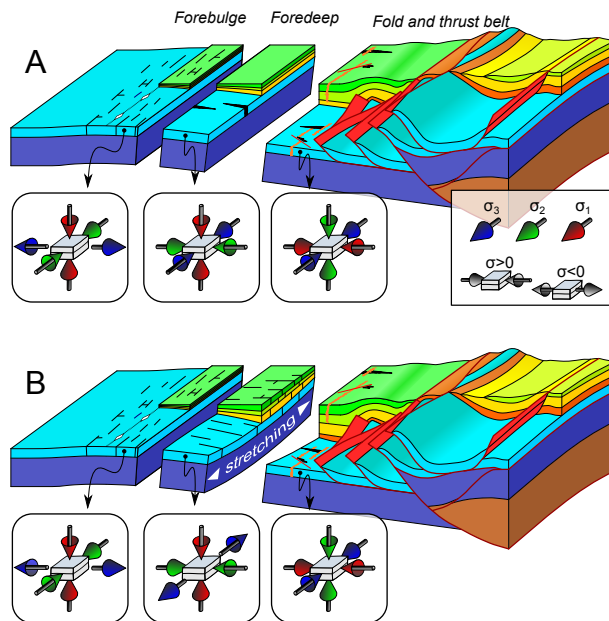 Forebulge Foredeep Fold and thrust belt
A
σ3 σ2 σ1
σ>0 σ<0
B
stretching